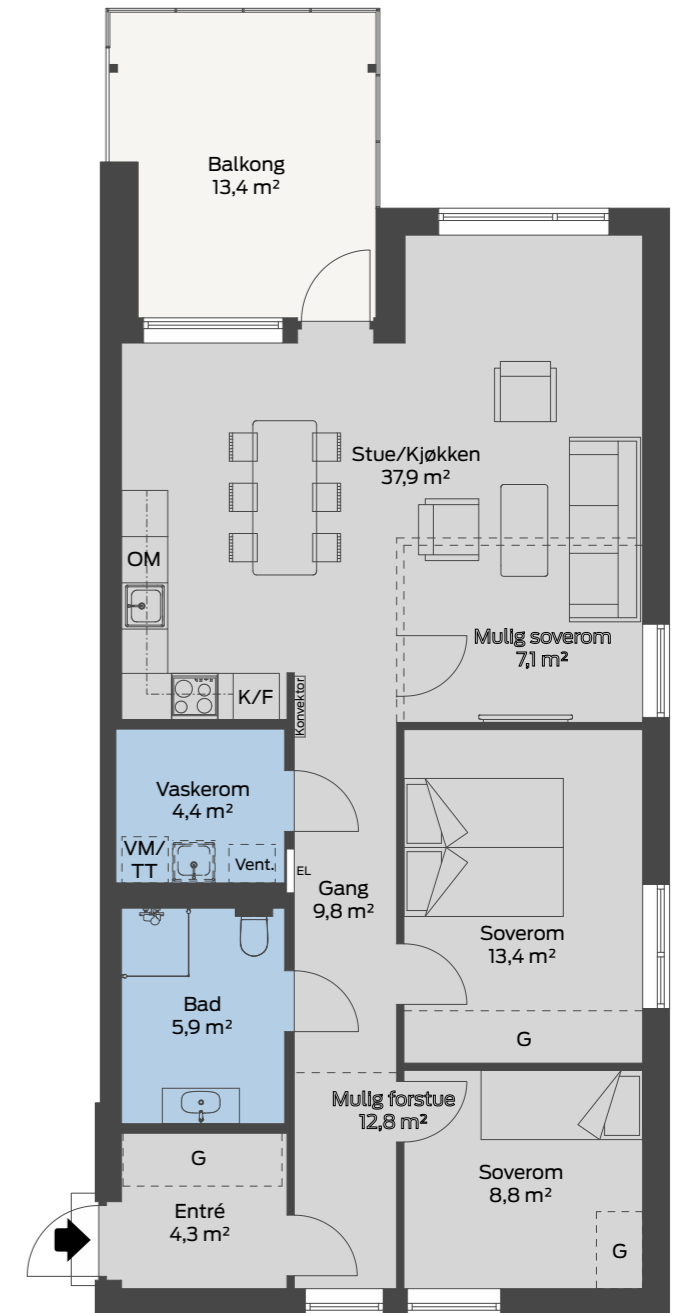 Balkong
13,4 m²
Stue/Kjøkken
37,9 m²
OM
Mulig soverom
7,1 m²
K/F
Konvektor
Vaskerom
4,4 m²
VM/
TT
Vent.
EL
Gang
9,8 m²
Soverom
13,4 m²
G
Bad
5,9 m²
Mulig forstue
12,8 m²
G
Soverom
8,8 m²
Entré
4,3 m²
G